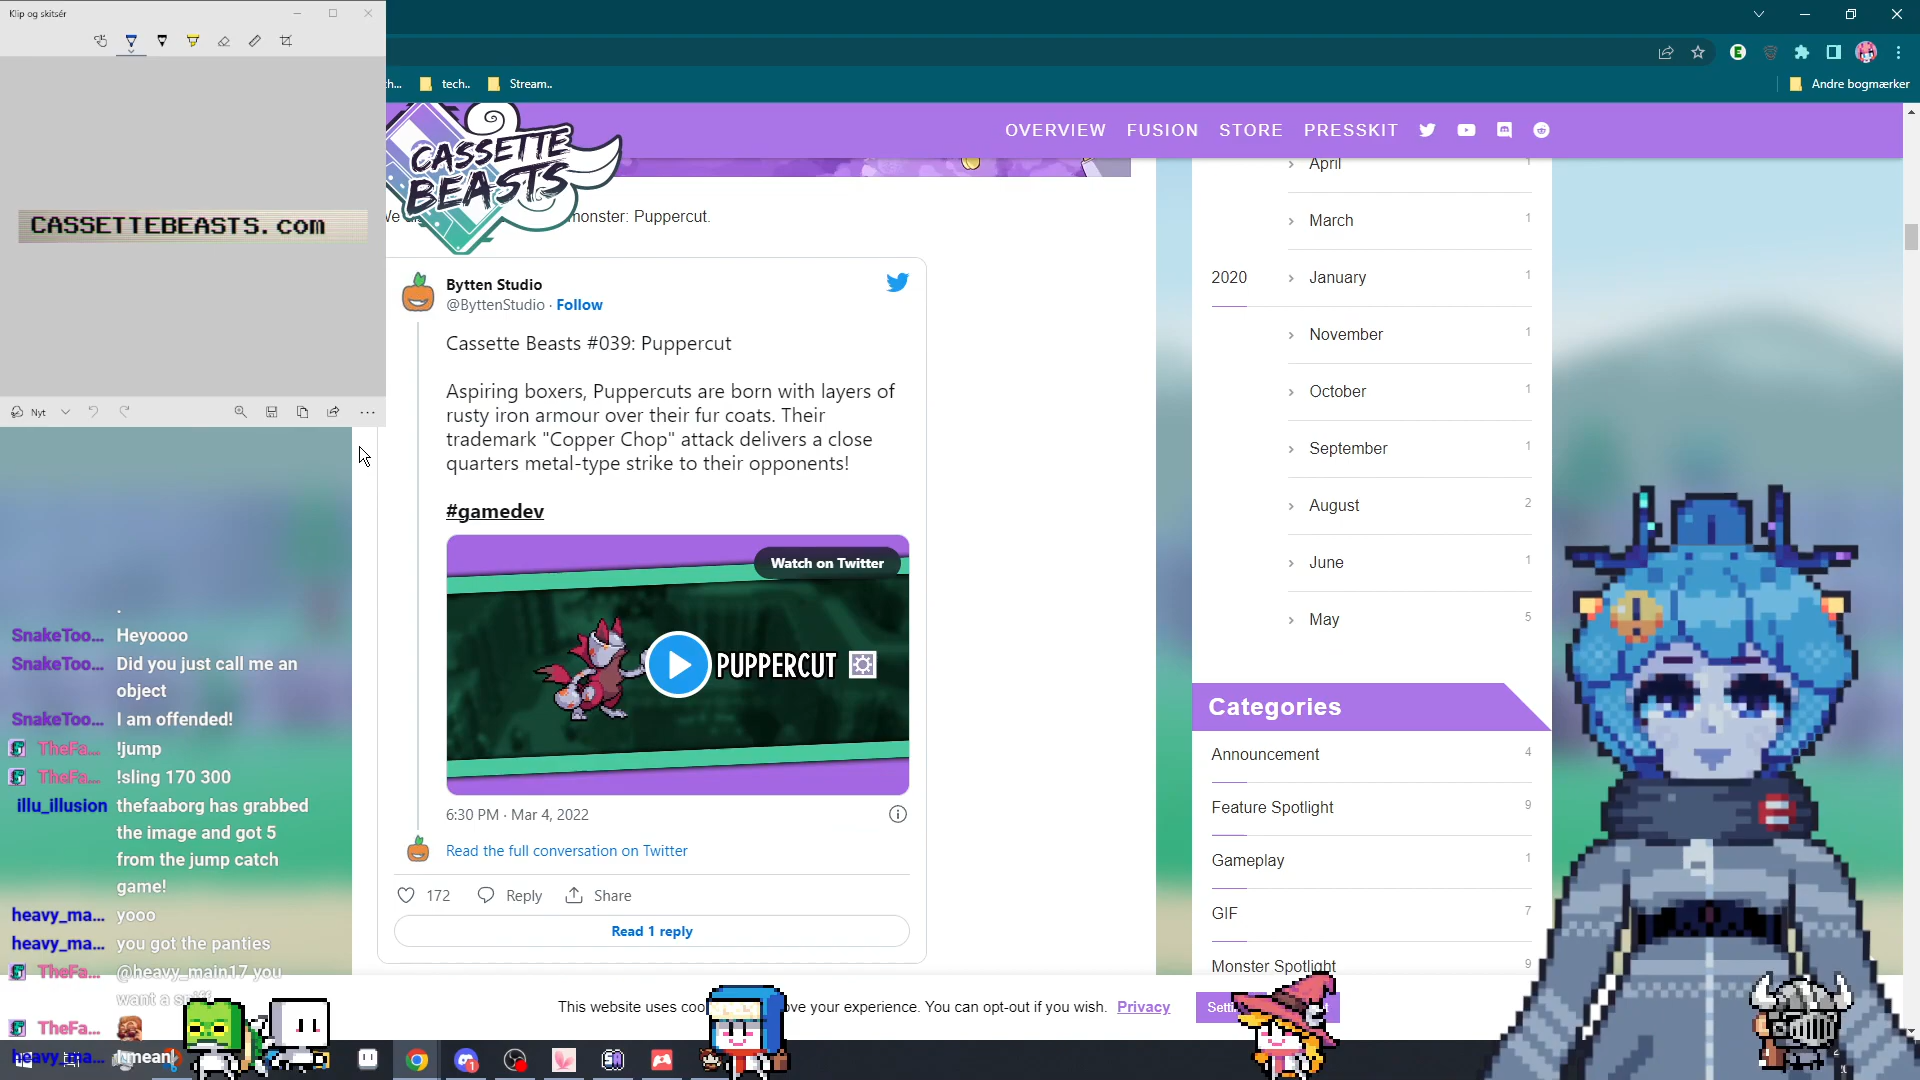 Klip og skitsér
CASSETTEBEASTS.com
Nyt
tech..
Stream..
Andre bogmærker
CASSETTE
BEASTS
OVERVIEW
FUSION
STORE
PRESSKIT
monster: Puppercut.
Bytten Studio
@ByttenStudio · Follow
Cassette Beasts #039: Puppercut
Aspiring boxers, Puppercuts are born with layers of
rusty iron armour over their fur coats. Their
trademark "Copper Chop" attack delivers a close
quarters metal-type strike to their opponents!
#gamedev
Watch on Twitter
PUPPERCUT
6:30 PM · Mar 4, 2022
Read the full conversation on Twitter
172
Reply
Share
Read 1 reply
April 1
March 1
2020
January 1
November 1
October 1
September 1
August 2
June 1
May 5
Categories
Announcement 4
Feature Spotlight 9
Gameplay 1
GIF 7
Monster Spotlight 9
SnakeToo... Heyoooo
SnakeToo... Did you just call me an
object
SnakeToo... I am offended!
TheFa... !jump
TheFa... !sling 170 300
illu_illusion thefaaborg has grabbed
the image and got 5
from the jump catch
game!
heavy_ma... yooo
heavy_ma... you got the panties
TheFa... @heavy_main17 you
want a
TheFa...
heavy_ma... I mean
This website uses
your experience. You can opt-out if you wish.
Privacy